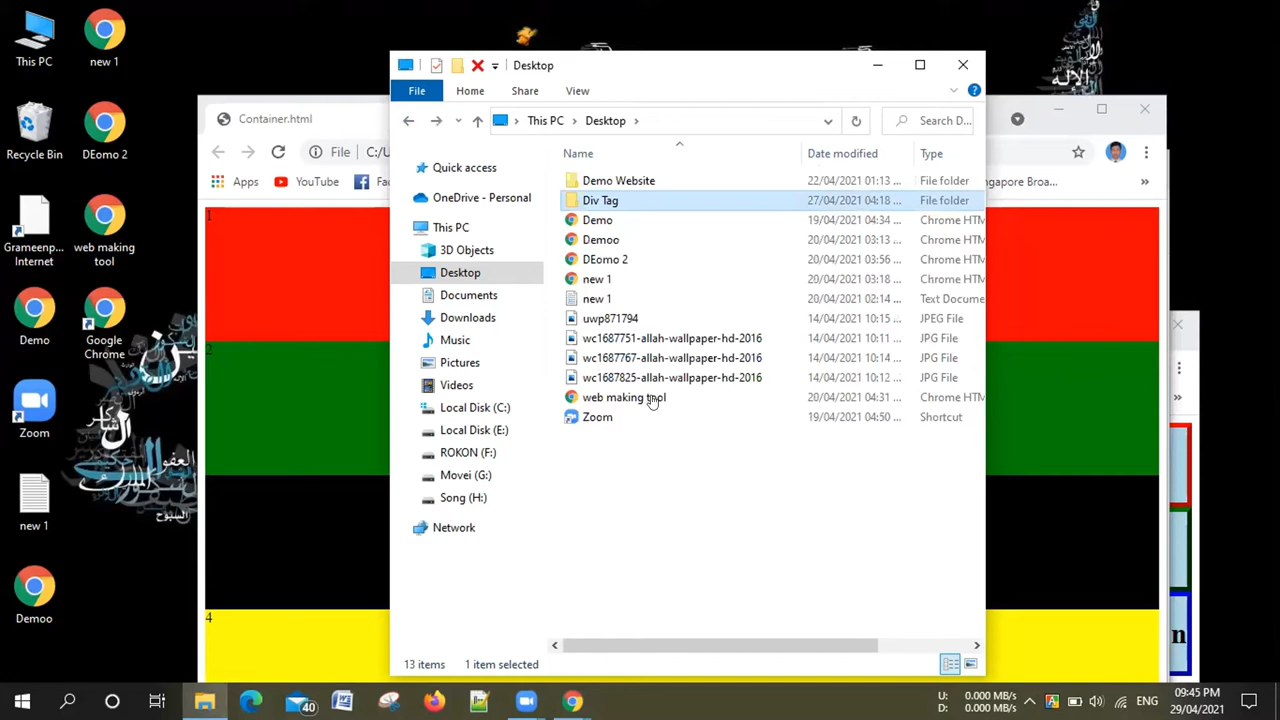 This PC
new 1
Recycle Bin
DEomo 2
Grameenp...
Internet
web making
tool
Demo
Google
Chrome
Zoom
new 1
Demoo
Container.html
File
C:/U
Apps
YouTube
Fa
ngapore Broa...
»
1
2
4
n
Desktop
File
Home
Share
View
This PC
Desktop
Search D...
Name
Date modified
Type
Quick access
OneDrive - Personal
This PC
3D Objects
Desktop
Documents
Downloads
Music
Pictures
Videos
Local Disk (C:)
Local Disk (E:)
ROKON (F:)
Movei (G:)
Song (H:)
Network
Demo Website 22/04/2021 01:13 ... File folder
Div Tag 27/04/2021 04:18 ... File folder
Demo 19/04/2021 04:34 ... Chrome HTM
Demoo 20/04/2021 03:13 ... Chrome HTM
DEomo 2 20/04/2021 03:56 ... Chrome HTM
new 1 20/04/2021 03:18 ... Chrome HTM
new 1 20/04/2021 02:14 ... Text Docume
uwp871794 14/04/2021 10:15 ... JPEG File
wc1687751-allah-wallpaper-hd-2016 14/04/2021 10:11 ... JPG File
wc1687767-allah-wallpaper-hd-2016 14/04/2021 10:14 ... JPG File
wc1687825-allah-wallpaper-hd-2016 14/04/2021 10:12 ... JPG File
web making tool 20/04/2021 04:31 ... Chrome HTM
Zoom 19/04/2021 04:50 ... Shortcut
13 items 1 item selected
40
U: 0.000 MB/s
D: 0.000 MB/s
ENG
09:45 PM
29/04/2021